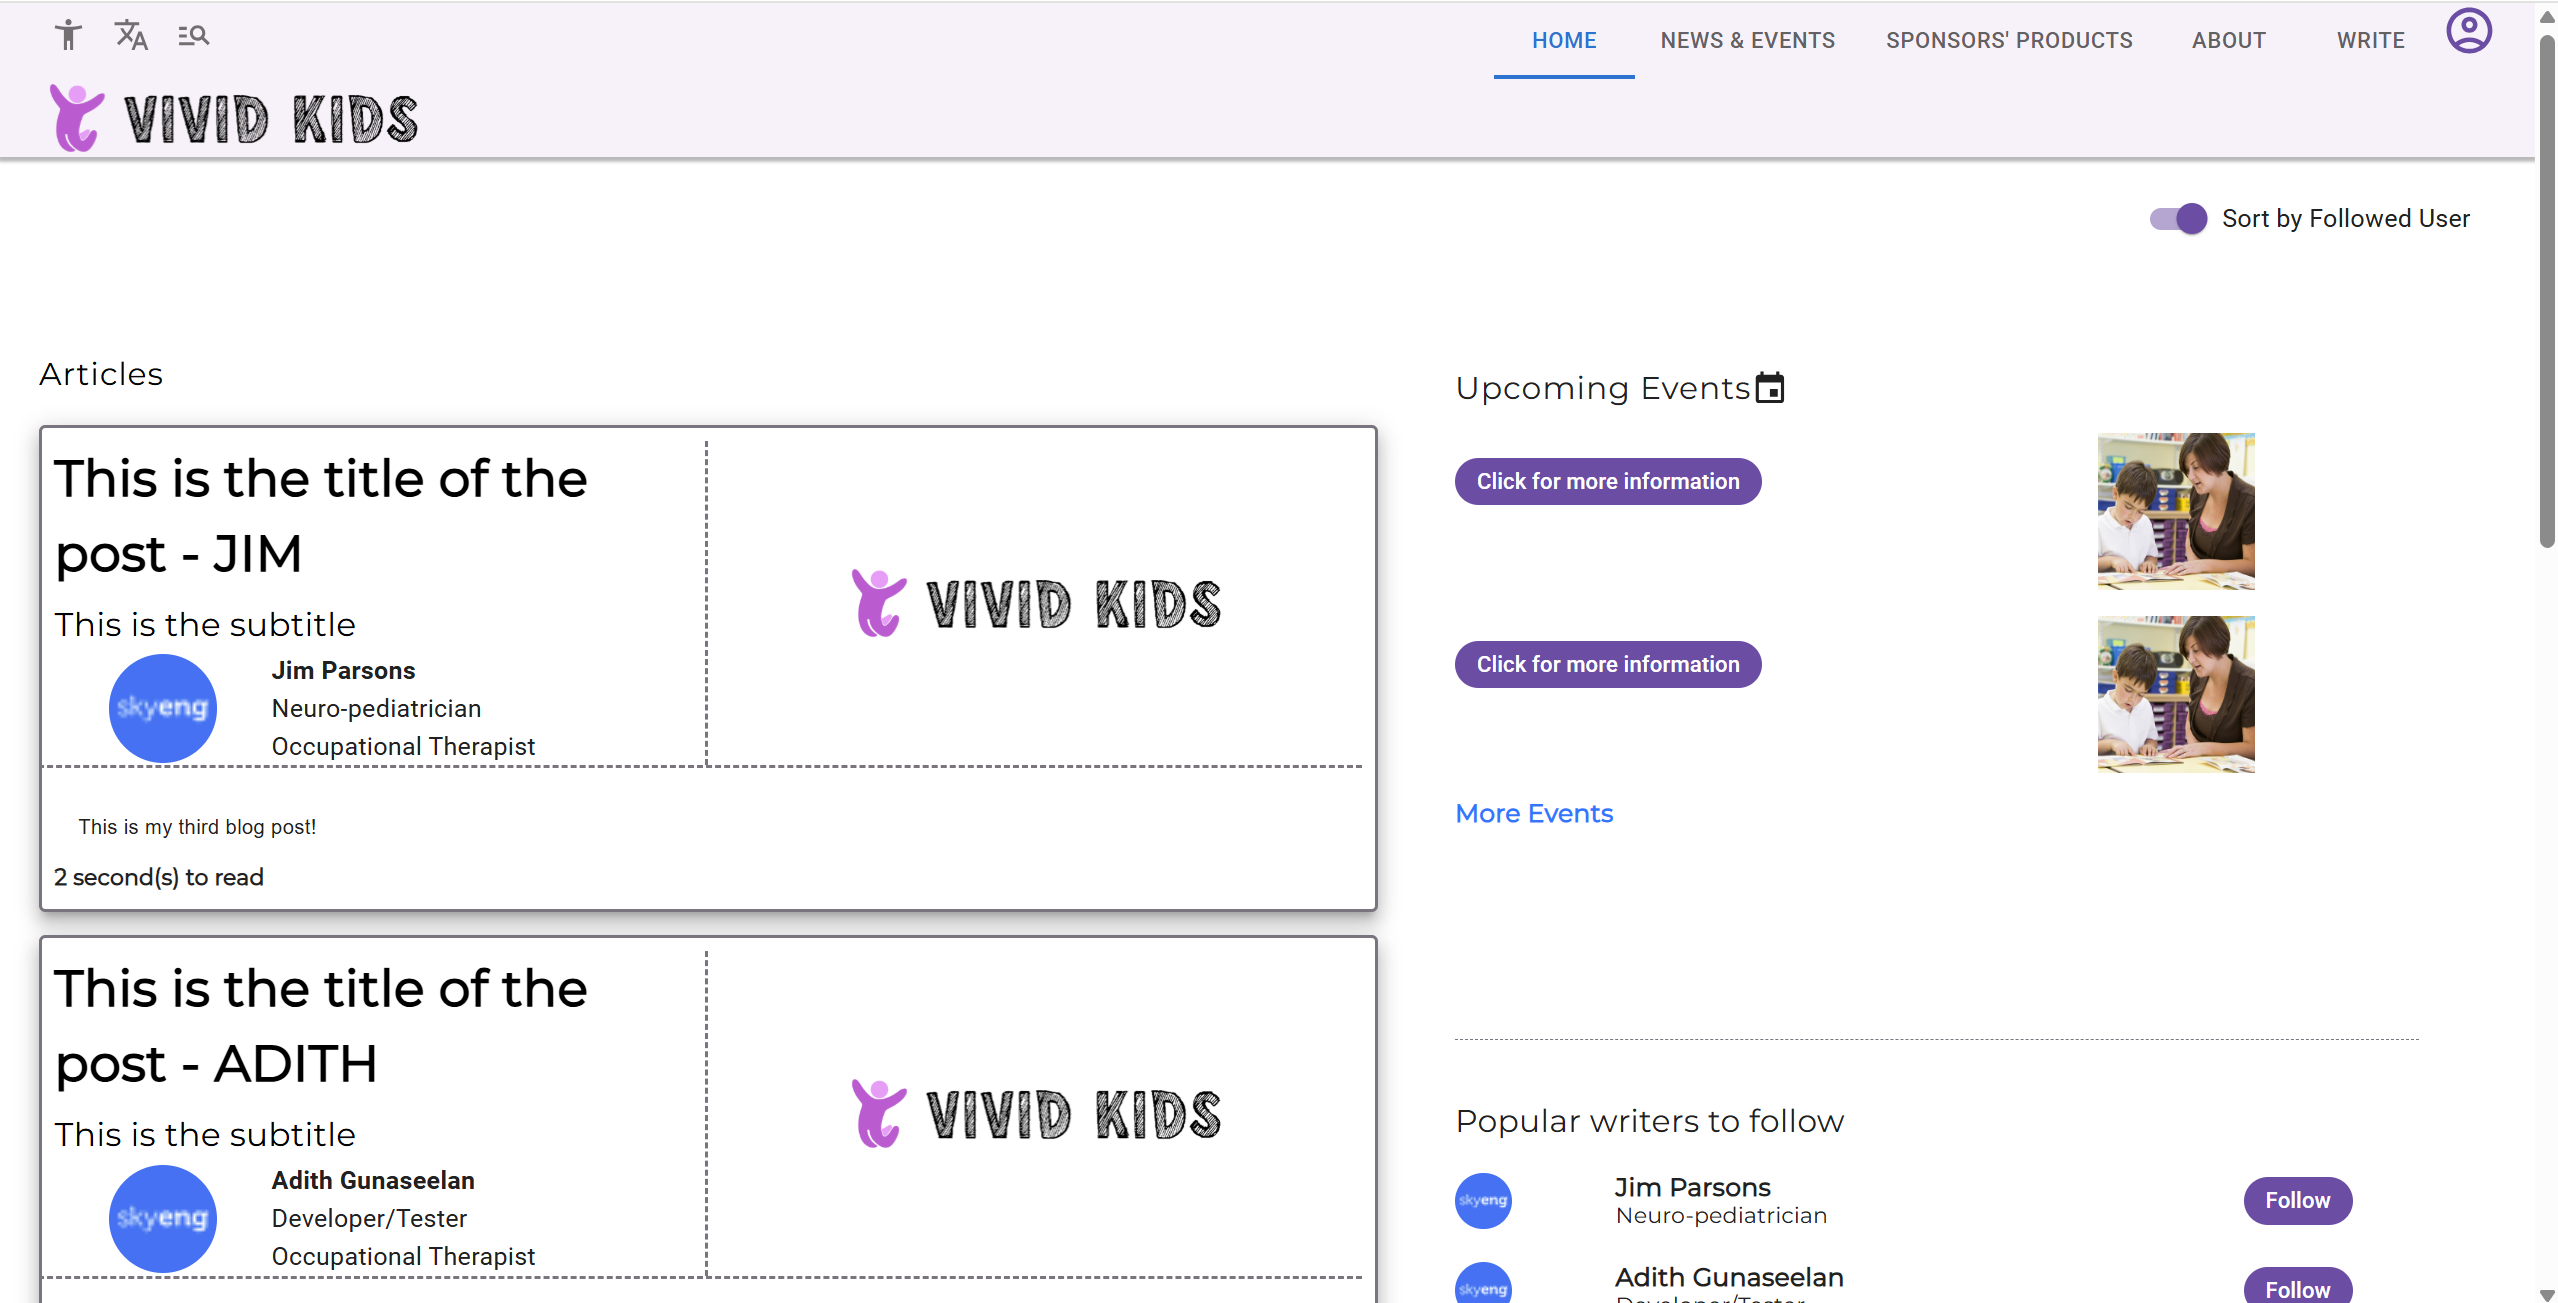 HOME NEWS & EVENTS SPONSORS' PRODUCTS ABOUT WRITE
VIVID KIDS
Sort by Followed User
Articles
This is the title of the
post - JIM
This is the subtitle
skyeng
Jim Parsons
Neuro-pediatrician
Occupational Therapist
VIVID KIDS
This is my third blog post!
2 second(s) to read
This is the title of the
post - ADITH
This is the subtitle
skyeng
Adith Gunaseelan
Developer/Tester
Occupational Therapist
VIVID KIDS
Upcoming Events
Click for more information
Click for more information
More Events
Popular writers to follow
skyeng
Jim Parsons
Neuro-pediatrician
Follow
skyeng
Adith Gunaseelan
Developer/Tester
Follow